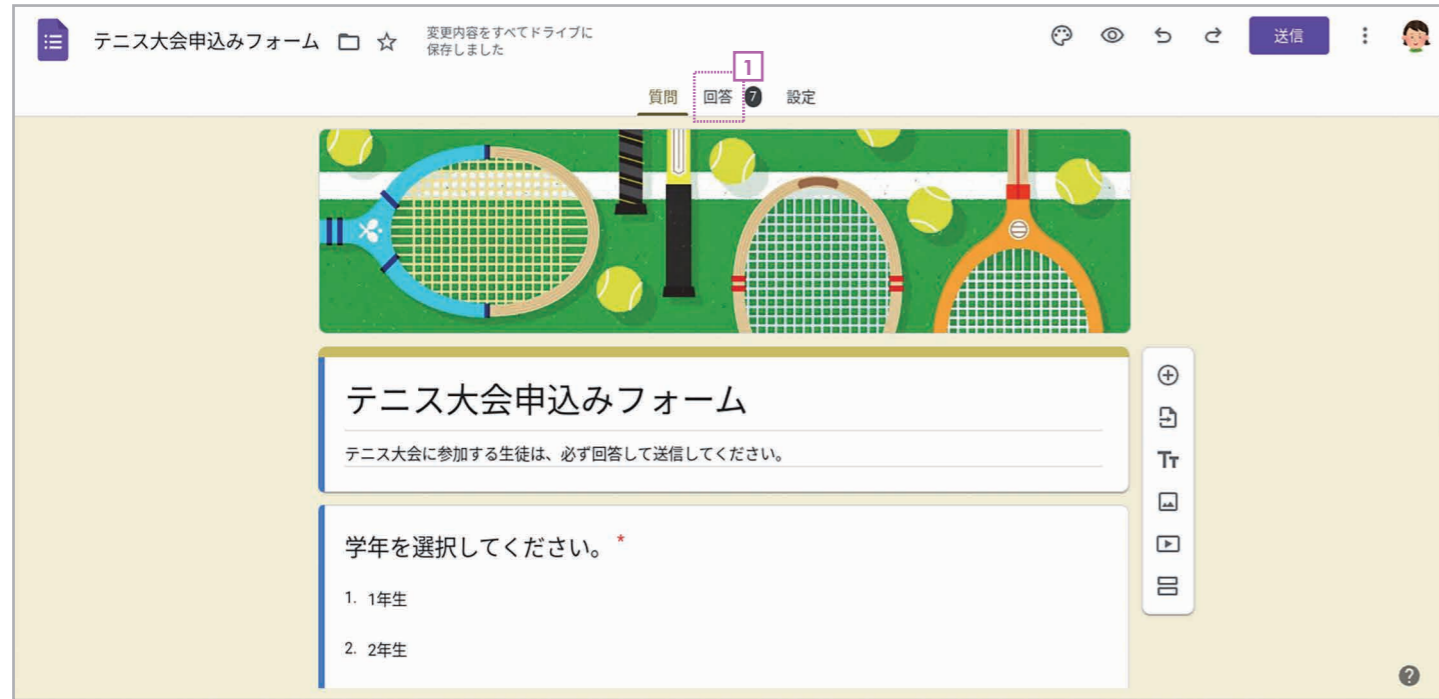 テニス大会申込みフォーム
変更内容をすべてドライブに
保存しました
送信
1
質問 回答 7 設定
テニス大会申込みフォーム
テニス大会に参加する生徒は、必ず回答して送信してください。
Tт
学年を選択してください。 *
1. 1年生
2. 2年生
?